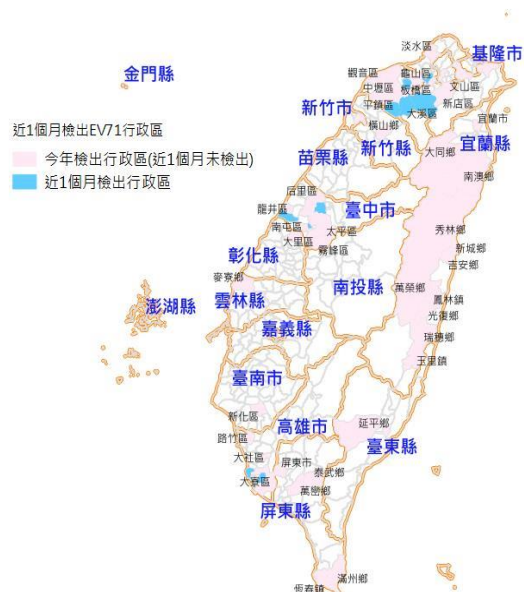 淡水區
基隆市
金門縣
觀音區
龜山區
中壢區
板橋區
文山區
新竹市
平鎮區
新店區
大溪區
宜蘭市
橫山鄉
近1個月檢出EV71行政區
新竹縣
宜蘭縣
今年檢出行政區(近1個月未檢出)
苗栗縣
大同鄉
近1個月檢出行政區
南澳鄉
后里區
龍井區
臺中市
南屯區
太平區
秀林鄉
大里區
霧峰區
新城鄉
彰化縣
吉安鄉
麥寮鄉
南投縣
萬榮鄉
澎湖縣
雲林縣
鳳林鎮
光復鄉
嘉義縣
瑞穗鄉
玉里鎮
臺南市
新化區
高雄市
延平鄉
路竹區
臺東縣
大社區
屏東市
泰武鄉
大寮區
萬巒鄉
屏東縣
滿州鄉
恆春鎮